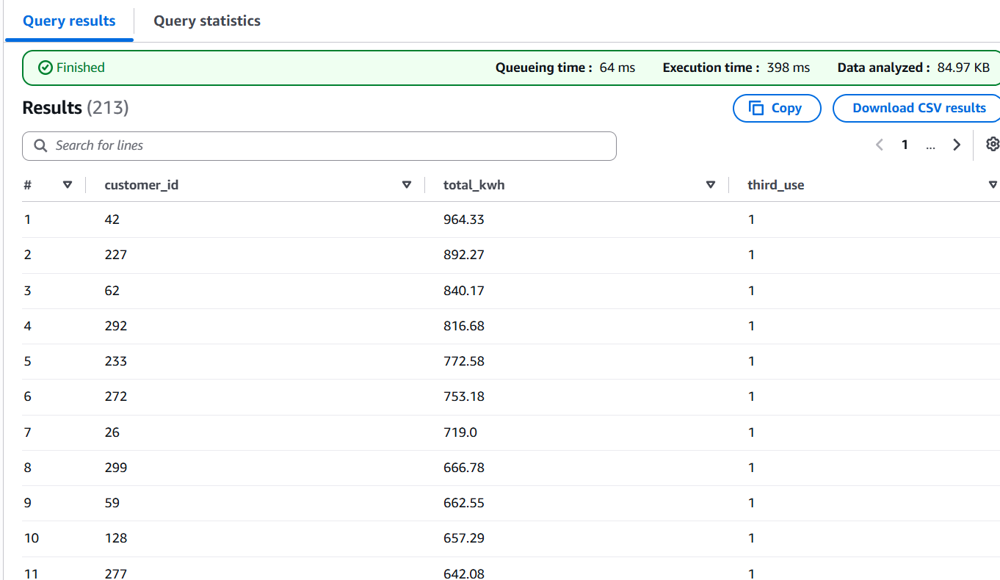 Query results Query statistics
Finished Queueing time : 64 ms Execution time : 398 ms Data analyzed : 84.97 KB
Results (213) Copy Download CSV results
Search for lines 1 ...
# customer_id total_kwh third_use
1 42 964.33 1
2 227 892.27 1
3 62 840.17 1
4 292 816.68 1
5 233 772.58 1
6 272 753.18 1
7 26 719.0 1
8 299 666.78 1
9 59 662.55 1
10 128 657.29 1
11 277 642.08 1